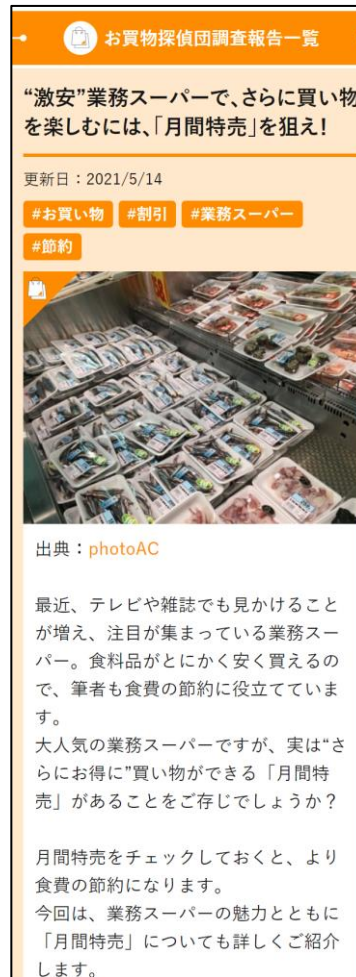 お買物探偵団調査報告一覧
“激安”業務スーパーで、さらに買い物
を楽しむには、「月間特売」を狙え！
更新日：2021/5/14
#お買い物 #割引 #業務スーパー
#節約
出典：photoAC
最近、テレビや雑誌でも見かけること
が増え、注目が集まっている業務スー
パー。食料品がとにかく安く買えるの
で、筆者も食費の節約に役立てていま
す。
大人気の業務スーパーですが、実は“さ
らにお得に”買い物ができる「月間特
売」があることをご存じでしょうか？
月間特売をチェックしておくと、より
食費の節約になります。
今回は、業務スーパーの魅力とともに
「月間特売」についても詳しくご紹介
します。